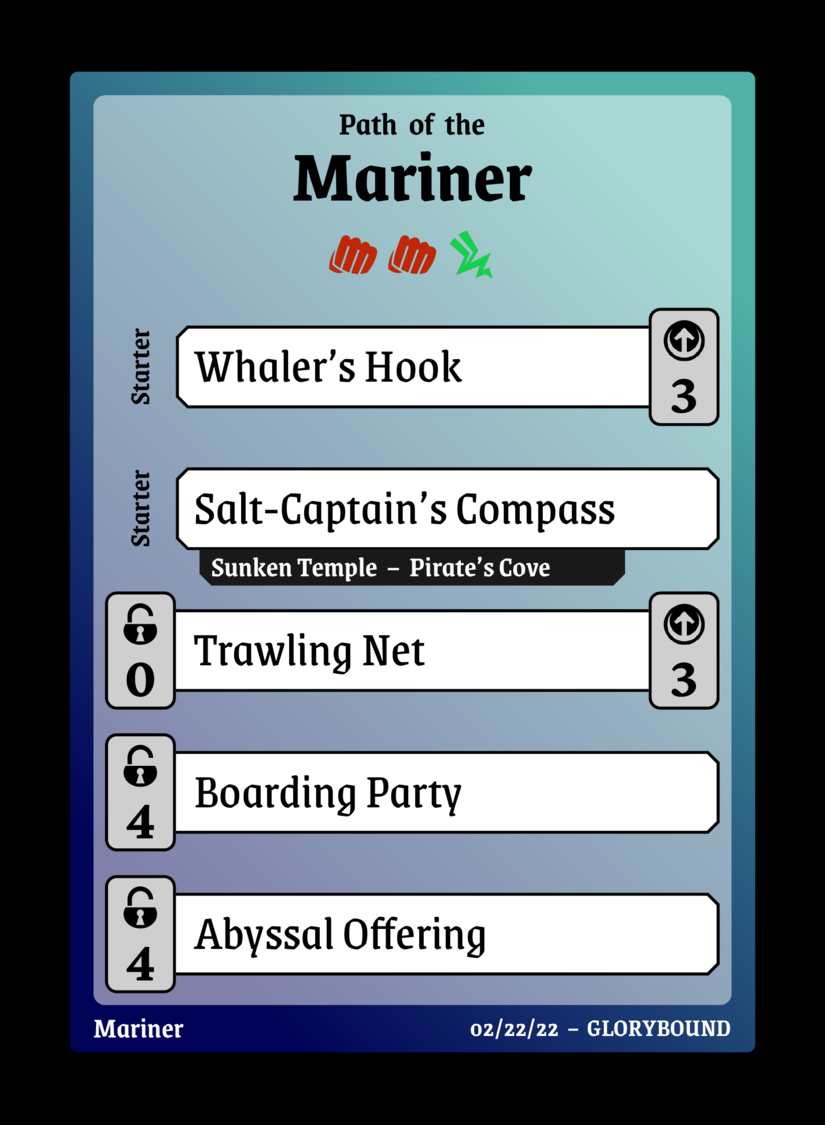 Path of the
Mariner
Starter
Whaler's Hook
3
Starter
Salt-Captain's Compass
Sunken Temple – Pirate's Cove
0
Trawling Net
3
4
Boarding Party
4
Abyssal Offering
Mariner
02/22/22 – GLORYBOUND